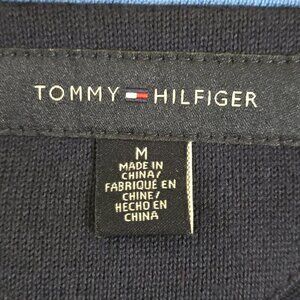 TOMMY HILFIGER
M
MADE IN
CHINA/
FABRIQUÉ EN
CHINE/
HECHO EN
CHINA